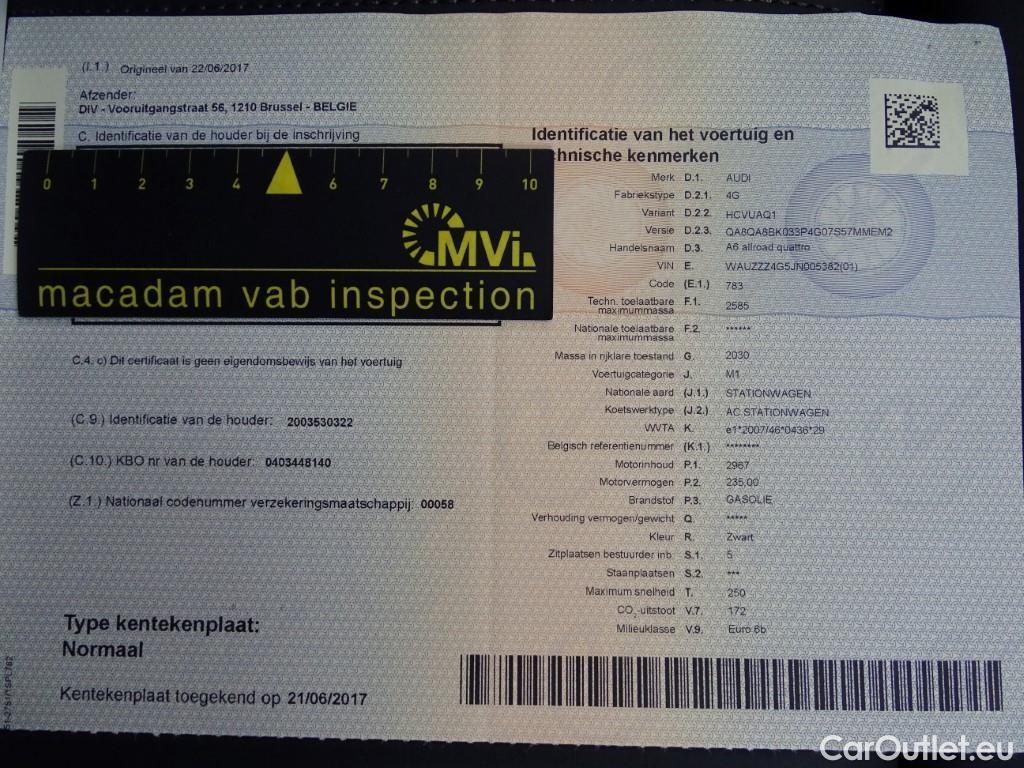 (I.1.) Origineel van 22/06/2017
Afzender:
DIV - Vooruitgangstraat 56, 1210 Brussel - BELGIE
C. Identificatie van de houder bij de inschrijving
0 1 2 3 4 6 7 8 9 10
MVi.
macadam vab inspection
C.4. c) Dit certificaat is geen eigendomsbewijs van het voertuig
(C.9.) Identificatie van de houder: 2003530322
(C.10.) KBO nr van de houder: 0403448140
(Z.1.) Nationaal codenummer verzekeringsmaatschappij: 00058
Type kentekenplaat:
Normaal
Kentekenplaat toegekend op 21/06/2017
Identificatie van het voertuig en
chnische kenmerken
Merk D.1. AUDI
Fabriekstype D.2.1. 4G
Variant D.2.2. HCVUAQ1
Versie D.2.3. QA8QA8BK033P4G07S57MMEM2
Handelsnaam D.3. A6 allroad quattro
VIN E. WAUZZZ4G5JN005382(01)
Code (E.1.) 783
Techn. toelaatbare F.1. 2585
maximummassa
Nationale toelaatbare F.2. ******
maximummassa
Massa in rijklare toestand G. 2030
Voertuigcategorie J. M1
Nationale aard (J.1.) STATIONWAGEN
Koetswerktype (J.2.) AC STATIONWAGEN
WVTA K. e1*2007/46*0436*29
Belgisch referentienummer (K.1.) ********
Motorinhoud P.1. 2967
Motorvermogen P.2. 235,00
Brandstof P.3. GASOLIE
Verhouding vermogen/gewicht Q. *****
Kleur R. Zwart
Zitplaatsen bestuurder inb. S.1. 5
Staanplaatsen S.2. ***
Maximum snelheid T. 250
CO₂-uitstoot V.7. 172
Milieuklasse V.9. Euro 6b
CarOutlet.eu